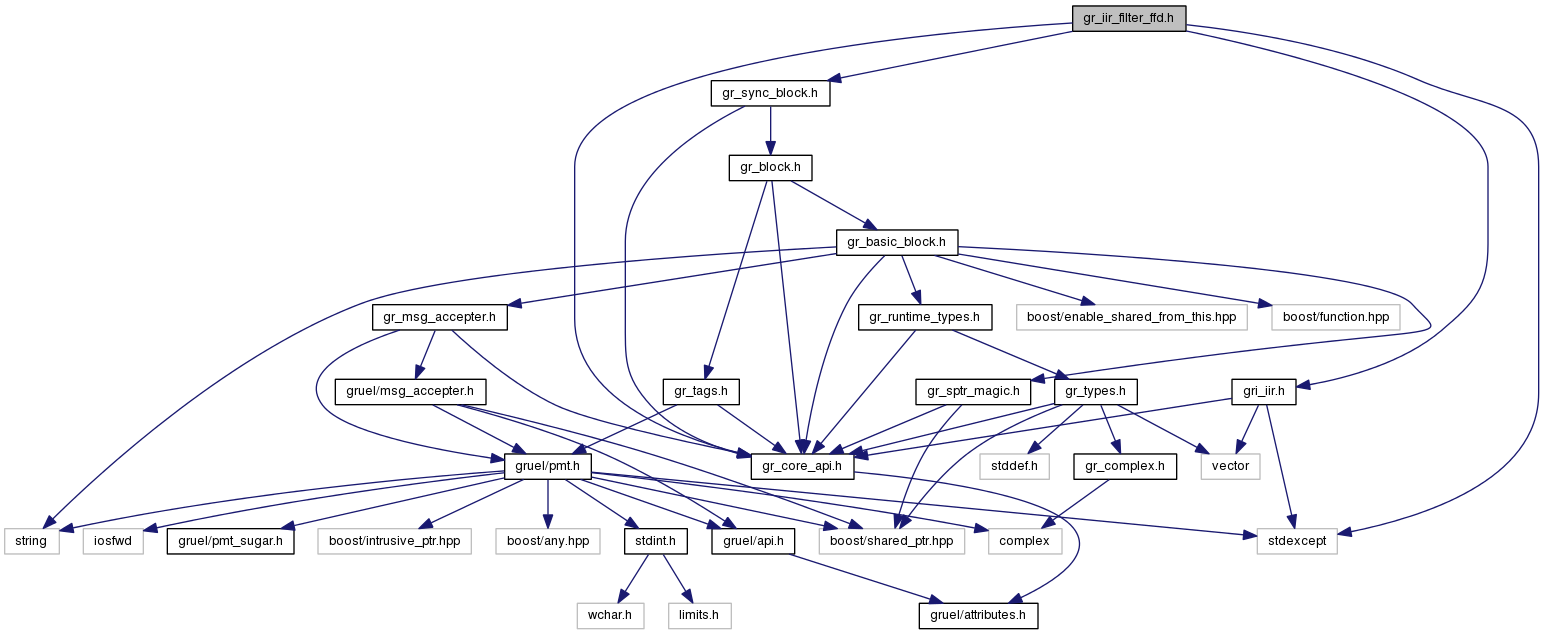 gr_iir_filter_ffd.h
gr_sync_block.h
gr_block.h
gr_basic_block.h
gr_msg_accepter.h
gr_runtime_types.h
boost/enable_shared_from_this.hpp
boost/function.hpp
gruel/msg_accepter.h
gr_tags.h
gr_sptr_magic.h
gr_types.h
gri_iir.h
gruel/pmt.h
gr_core_api.h
stddef.h
gr_complex.h
vector
string
iosfwd
gruel/pmt_sugar.h
boost/intrusive_ptr.hpp
boost/any.hpp
stdint.h
gruel/api.h
boost/shared_ptr.hpp
complex
stdexcept
wchar.h
limits.h
gruel/attributes.h